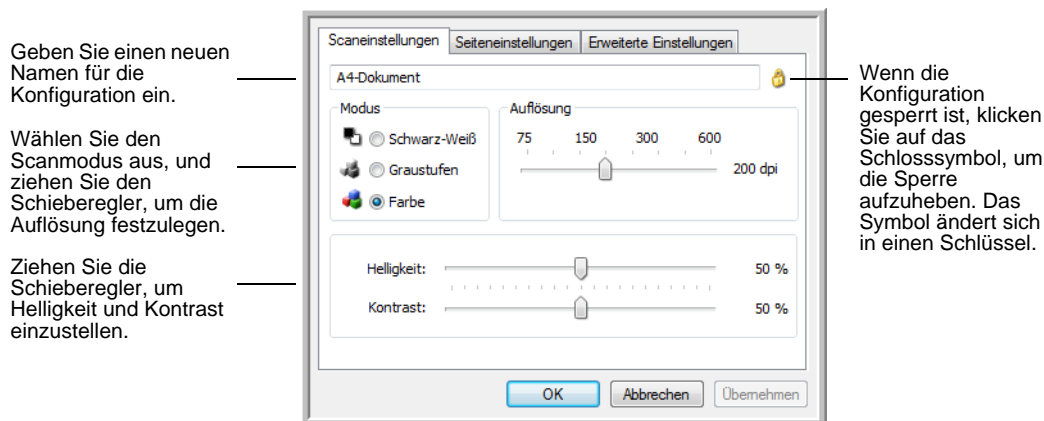 Geben Sie einen neuen
Namen für die
Konfiguration ein.
Wählen Sie den
Scanmodus aus, und
ziehen Sie den
Schieberegler, um die
Auflösung festzulegen.
Ziehen Sie die
Schieberegler, um
Helligkeit und Kontrast
einzustellen.
Scaneinstellungen Seiteneinstellungen Erweiterte Einstellungen
A4-Dokument
Modus
Schwarz-Weiß
Graustufen
Farbe
Auflösung
75 150 300 600
200 dpi
Helligkeit: 50 %
Kontrast: 50 %
OK Abbrechen Übernehmen
Wenn die
Konfiguration
gesperrt ist, klicken
Sie auf das
Schlosssymbol, um
die Sperre
aufzuheben. Das
Symbol ändert sich
in einen Schlüssel.